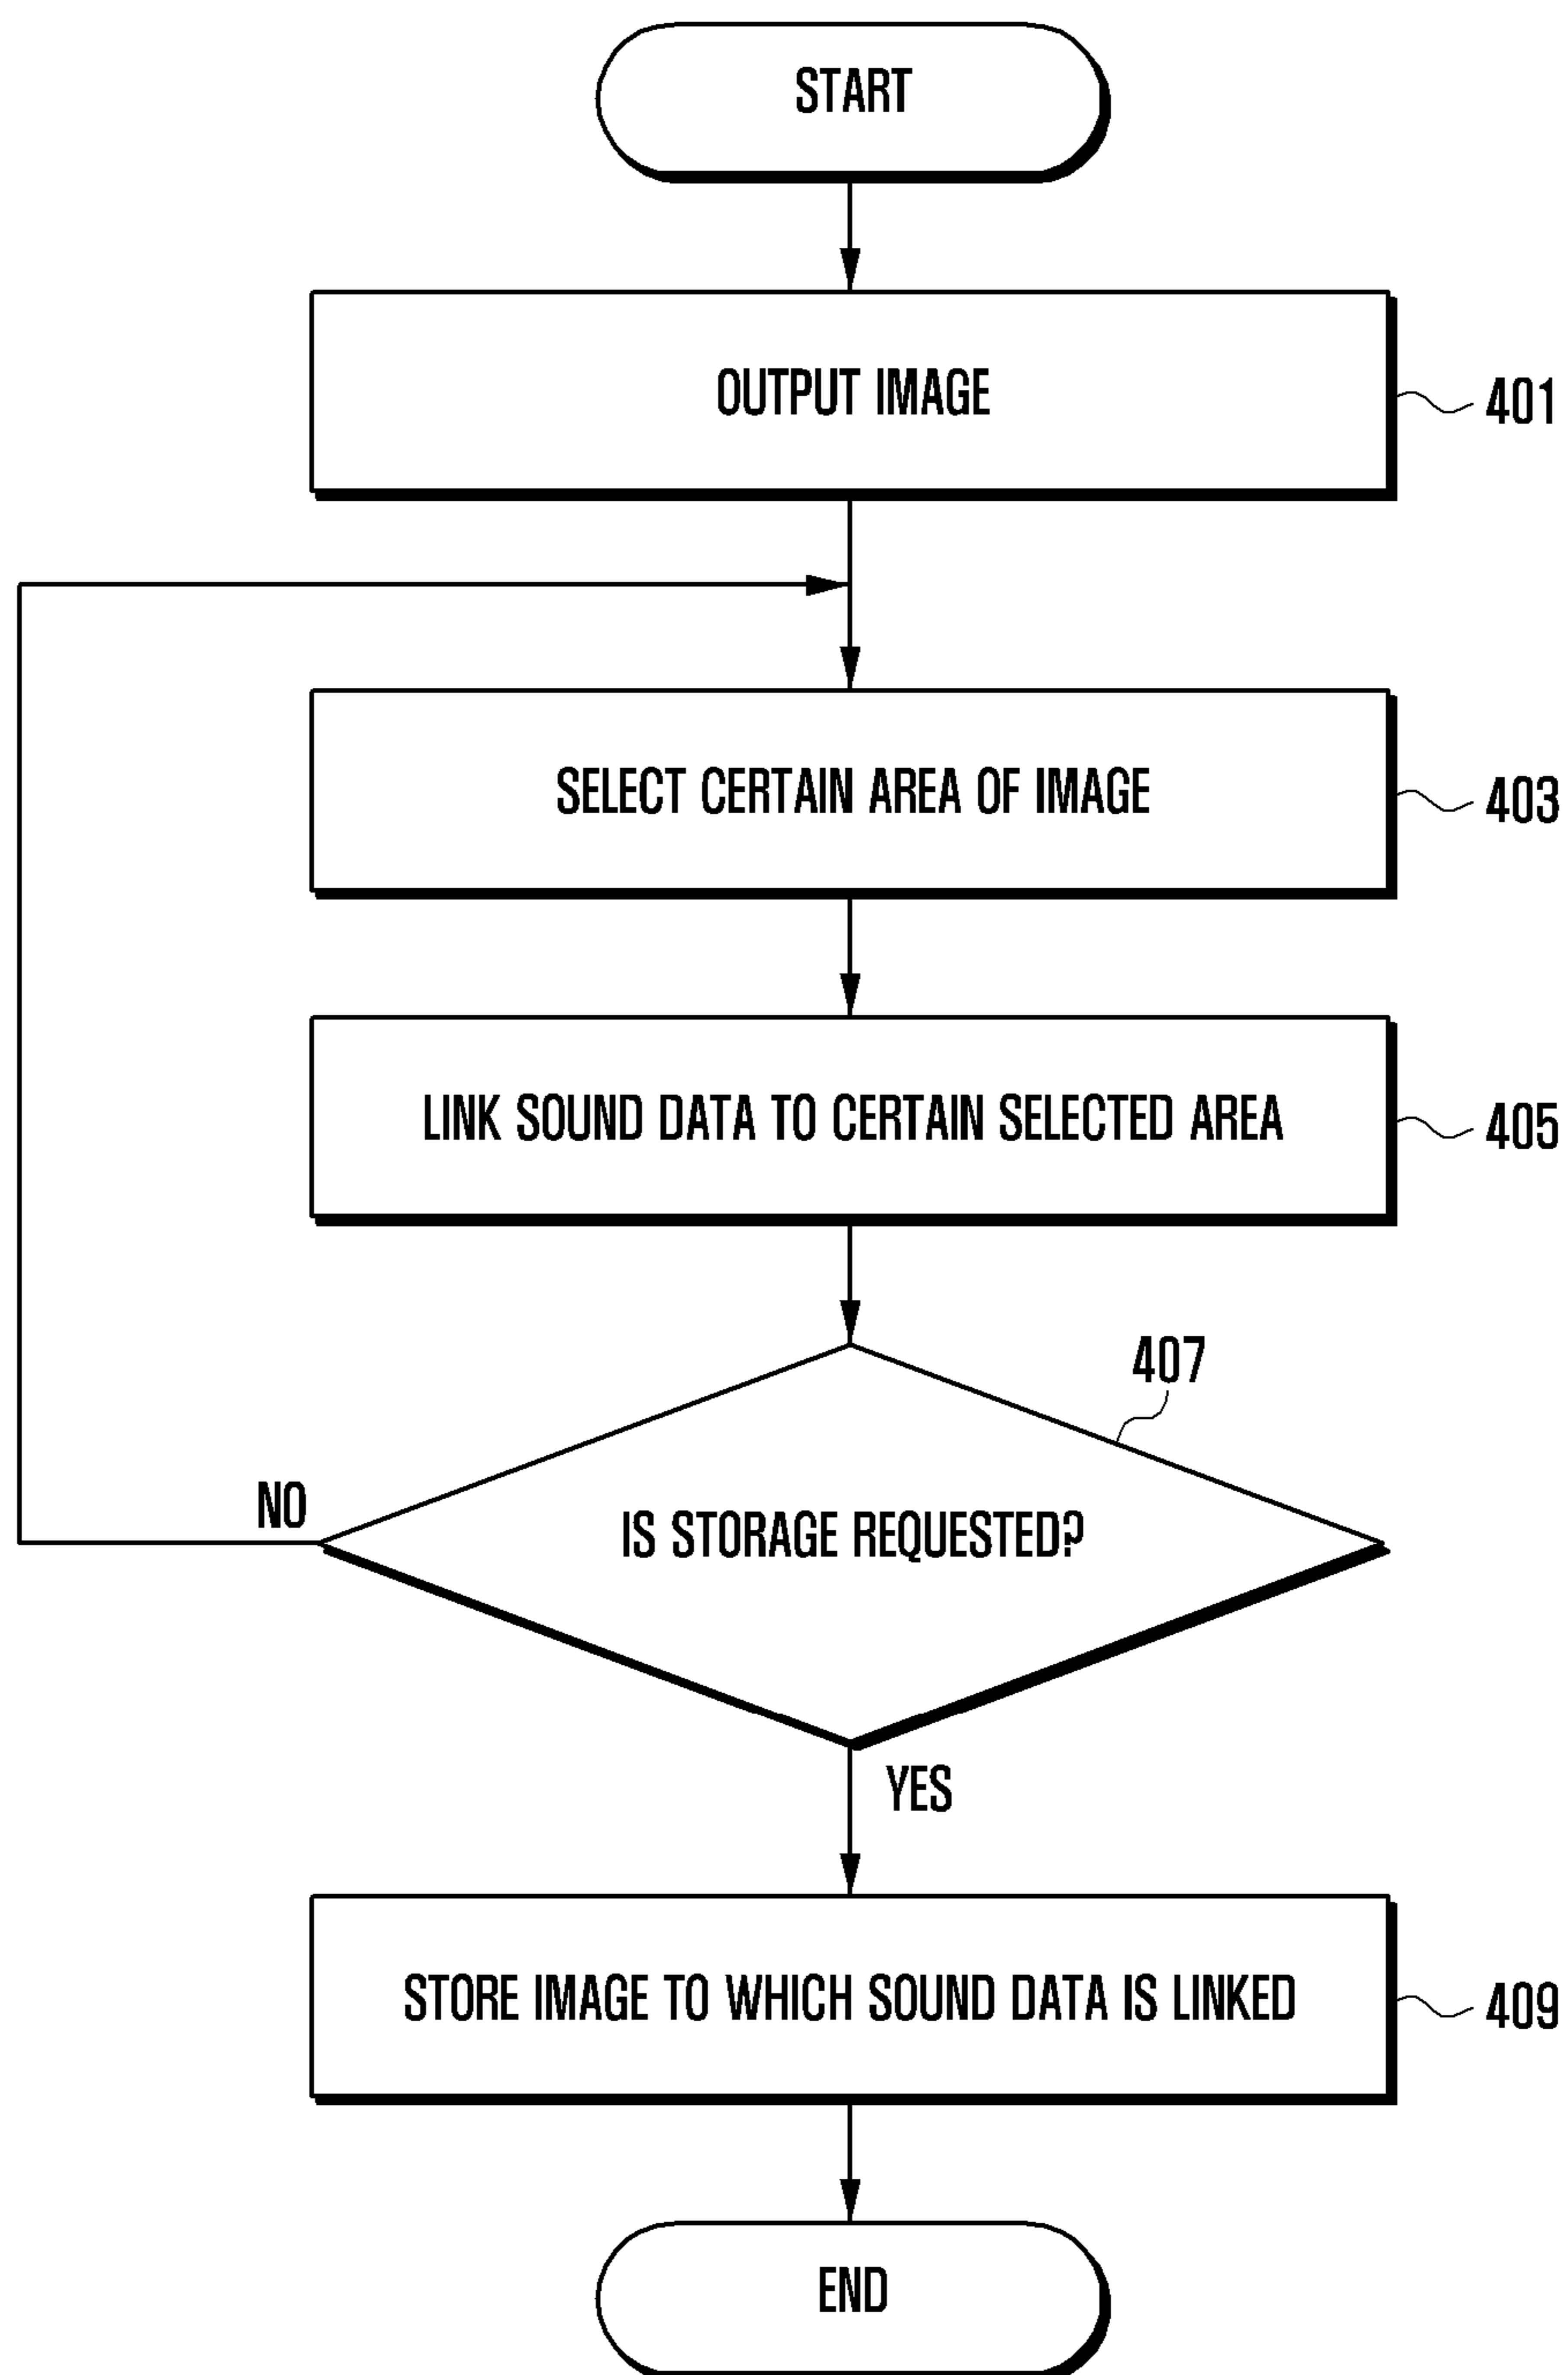 START
OUTPUT IMAGE
401
SELECT CERTAIN AREA OF IMAGE
403
LINK SOUND DATA TO CERTAIN SELECTED AREA
405
407
IS STORAGE REQUESTED?
NO
YES
STORE IMAGE TO WHICH SOUND DATA IS LINKED
409
END